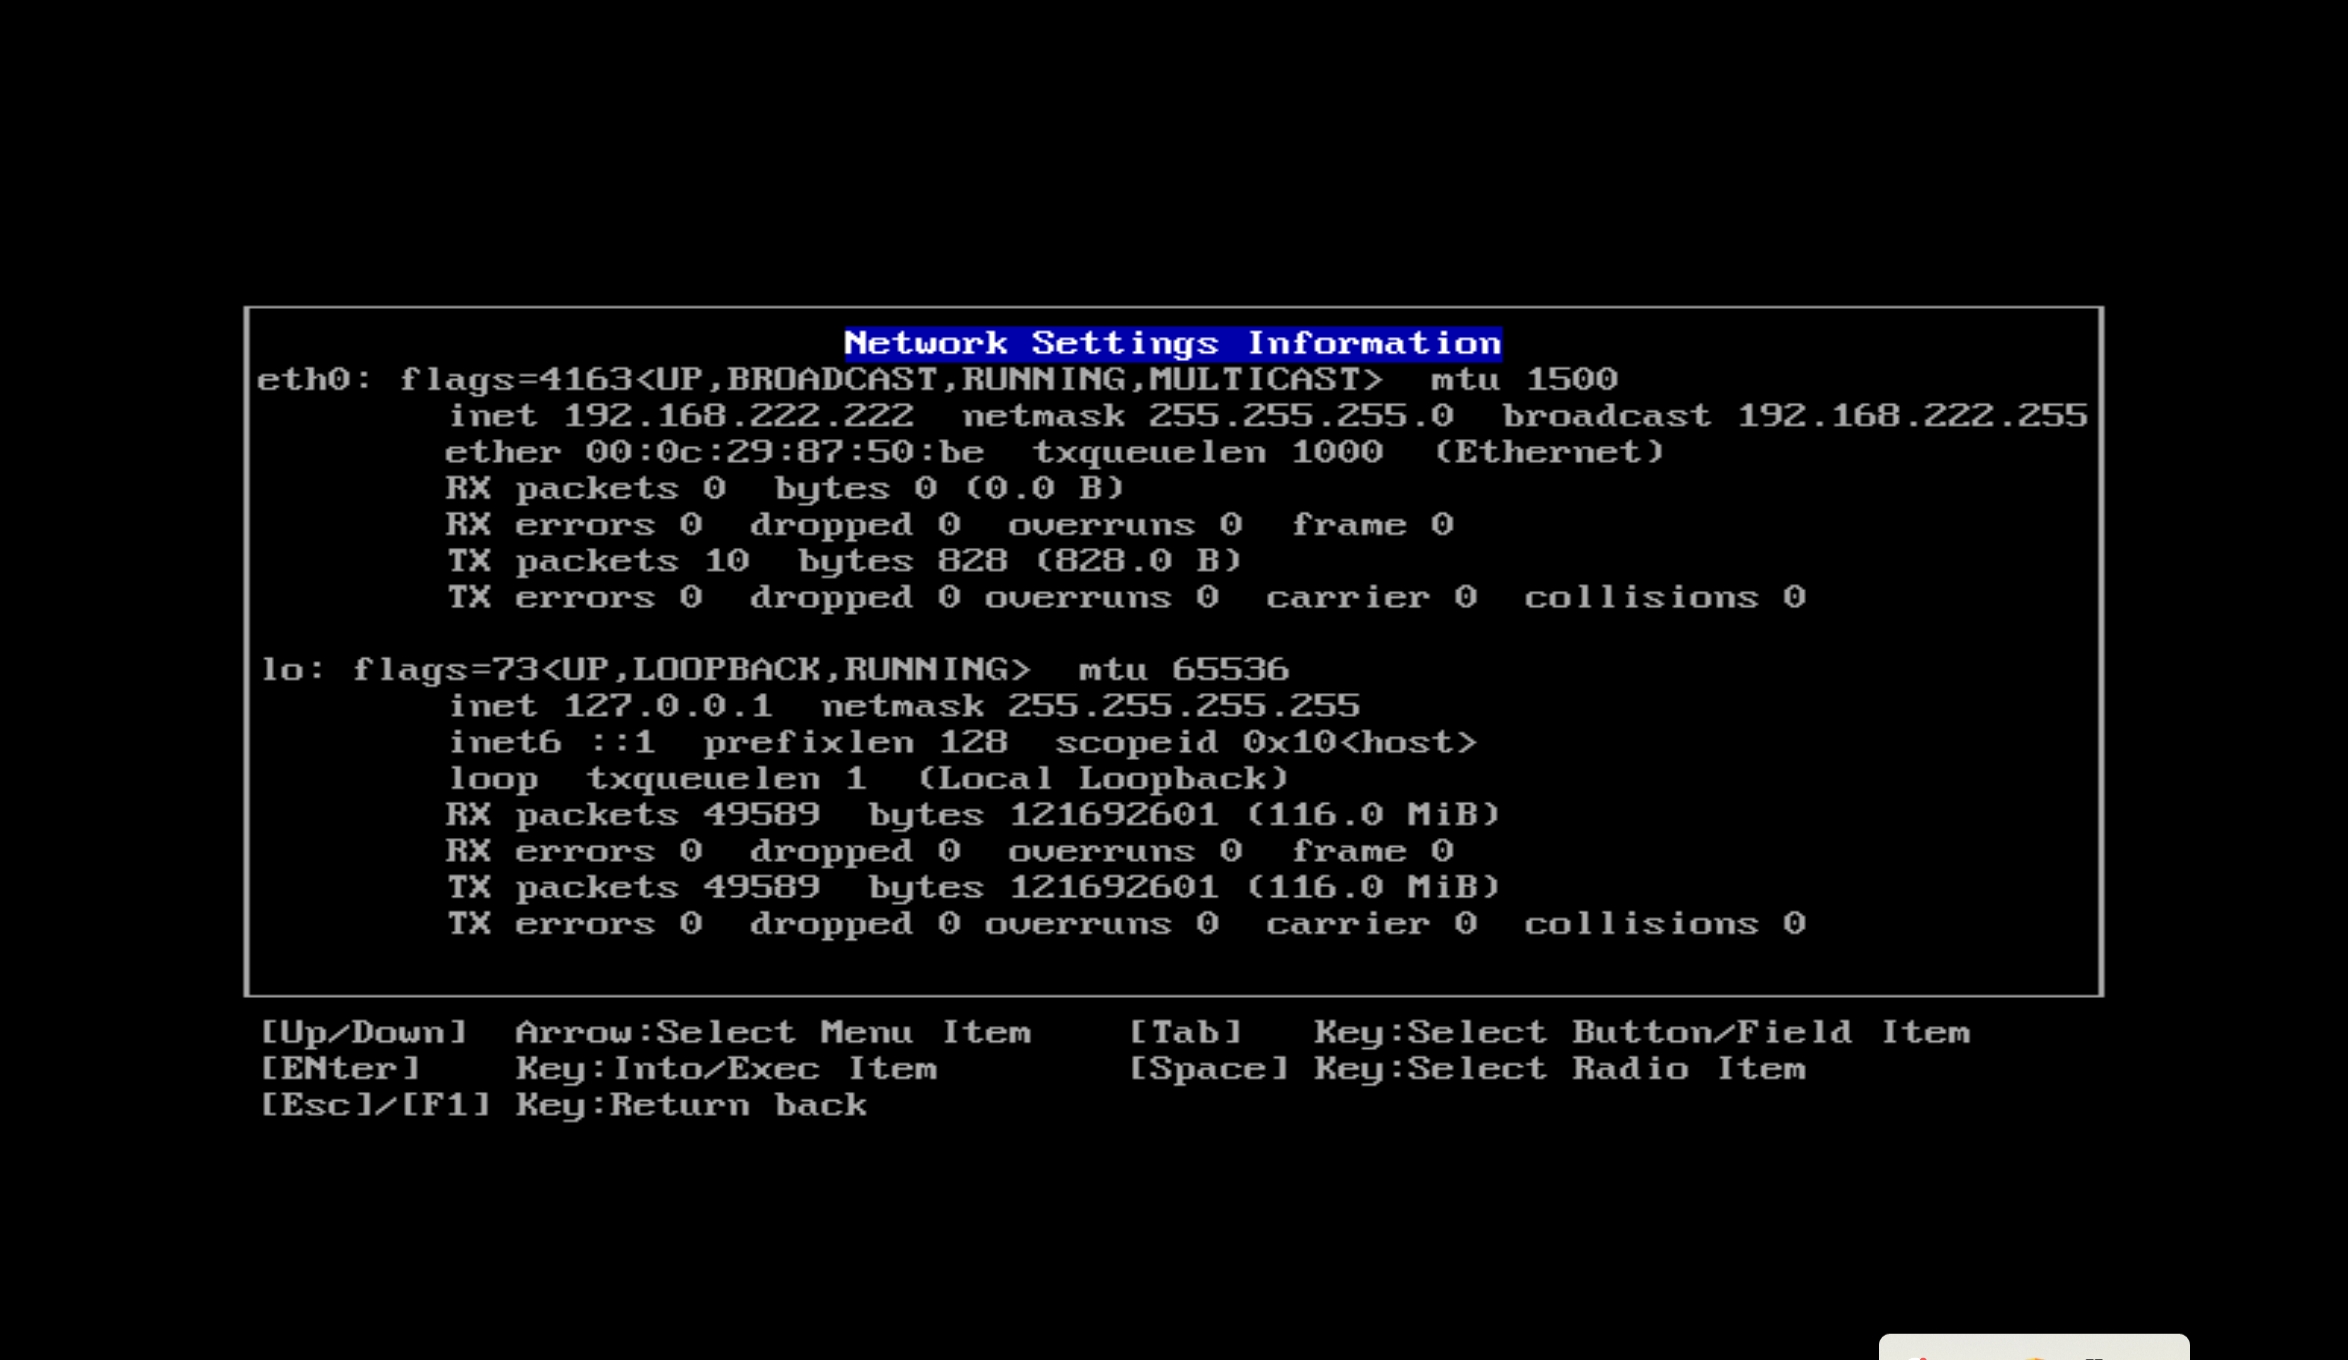 Network Settings Information
eth0: flags=4163<UP,BROADCAST,RUNNING,MULTICAST>  mtu 1500
        inet 192.168.222.222  netmask 255.255.255.0  broadcast 192.168.222.255
        ether 00:0c:29:87:50:be  txqueuelen 1000  (Ethernet)
        RX packets 0  bytes 0 (0.0 B)
        RX errors 0  dropped 0  overruns 0  frame 0
        TX packets 10  bytes 828 (828.0 B)
        TX errors 0  dropped 0 overruns 0  carrier 0  collisions 0
lo: flags=73<UP,LOOPBACK,RUNNING>  mtu 65536
        inet 127.0.0.1  netmask 255.255.255.255
        inet6 ::1  prefixlen 128  scopeid 0x10<host>
        loop  txqueuelen 1  (Local Loopback)
        RX packets 49589  bytes 121692601 (116.0 MiB)
        RX errors 0  dropped 0  overruns 0  frame 0
        TX packets 49589  bytes 121692601 (116.0 MiB)
        TX errors 0  dropped 0 overruns 0  carrier 0  collisions 0
[Up/Down]  Arrow:Select Menu Item    [Tab]   Key:Select Button/Field Item
[ENter]    Key:Into/Exec Item        [Space] Key:Select Radio Item
[Esc]/[F1] Key:Return back